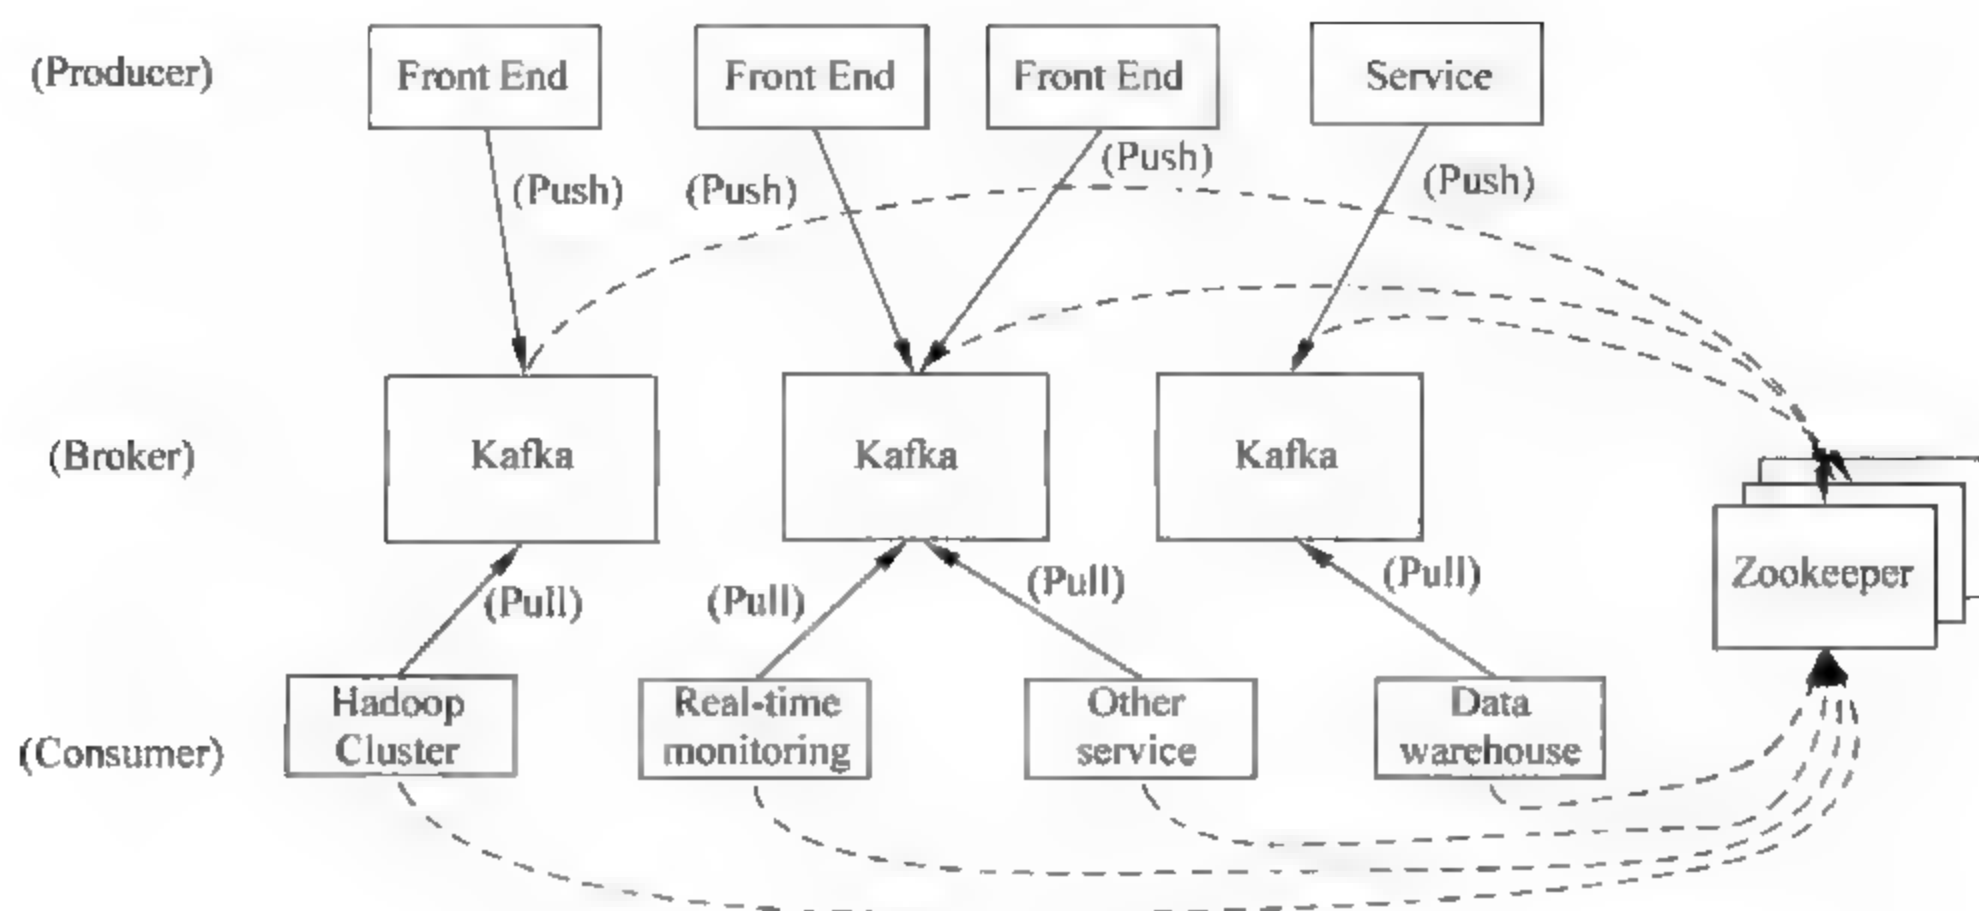 (Producer)
Front End
Front End
Front End
Service
(Push)
(Push)
(Push)
(Push)
(Broker)
Kafka
Kafka
Kafka
Zookeeper
(Pull)
(Pull)
(Pull)
(Pull)
(Consumer)
Hadoop
Cluster
Real-time
monitoring
Other
service
Data
warehouse